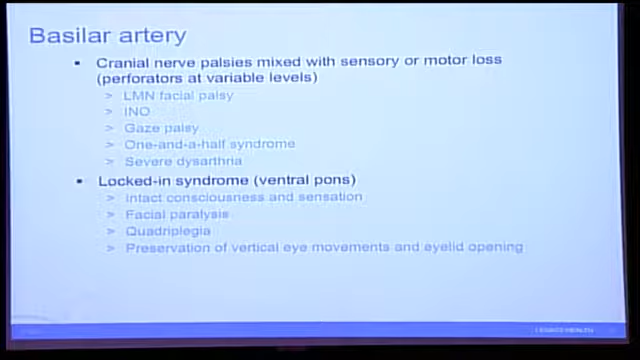 Basilar artery
▪ Cranial nerve palsies mixed with sensory or motor loss
(perforators at variable levels)
> LMN facial palsy
> INO
> Gaze palsy
> One-and-a-half syndrome
> Severe dysarthria
▪ Locked-in syndrome (ventral pons)
> Intact consciousness and sensation
> Facial paralysis
> Quadriplegia
> Preservation of vertical eye movements and eyelid opening
LEGACY HEALTH